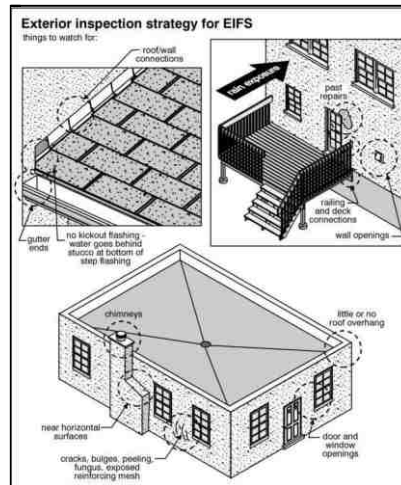 Exterior inspection strategy for EIFS
things to watch for:
roof/wall
connections
gutter
ends
no kickout flashing -
water goes behind
stucco at bottom of
step flashing
rain exposure
past
repairs
railing
and deck
connections
wall openings
chimneys
little or no
roof overhang
near horizontal
surfaces
cracks, bulges, peeling,
fungus, exposed
reinforcing mesh
door and
window
openings